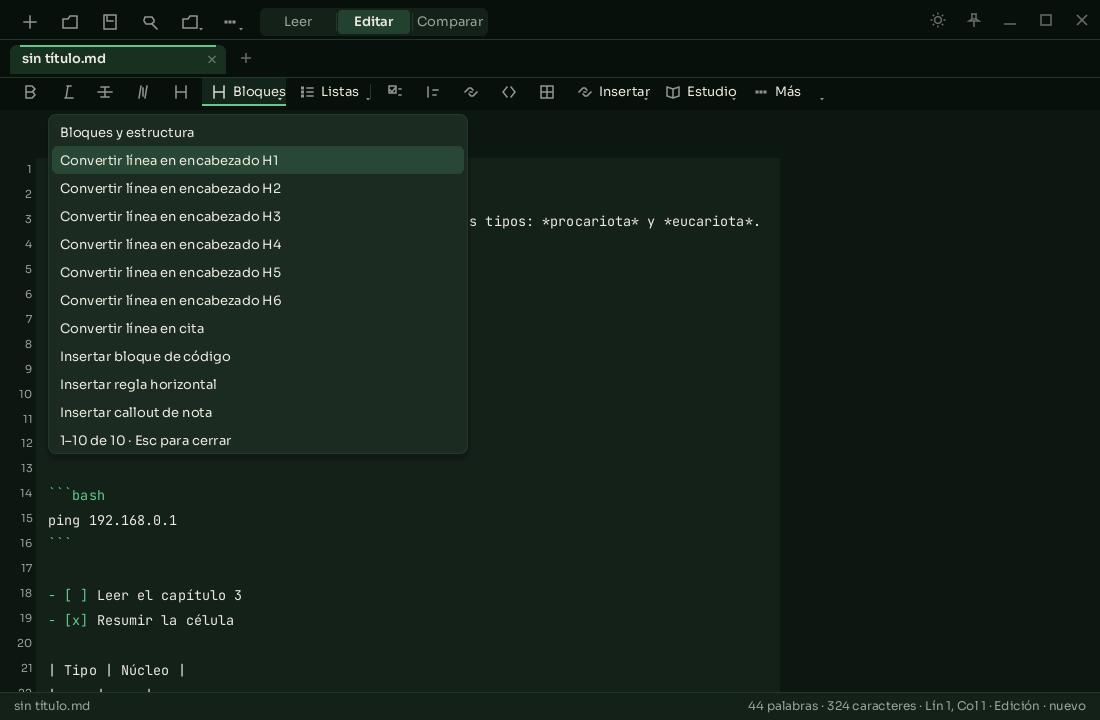 Leer Editar Comparar
sin título.md
B I H H Bloques Listas Insertar Estudio Más
Bloques y estructura
Convertir línea en encabezado H1
Convertir línea en encabezado H2
Convertir línea en encabezado H3
Convertir línea en encabezado H4
Convertir línea en encabezado H5
Convertir línea en encabezado H6
Convertir línea en cita
Insertar bloque de código
Insertar regla horizontal
Insertar callout de nota
1–10 de 10 · Esc para cerrar
1
2
3 s tipos: *procariota* y *eucariota*.
4
5
6
7
8
9
10
11
12
13
14 ```bash
15 ping 192.168.0.1
16 ```
17
18 - [ ] Leer el capítulo 3
19 - [x] Resumir la célula
20
21 | Tipo | Núcleo |
sin título.md 44 palabras · 324 caracteres · Lín 1, Col 1 · Edición · nuevo